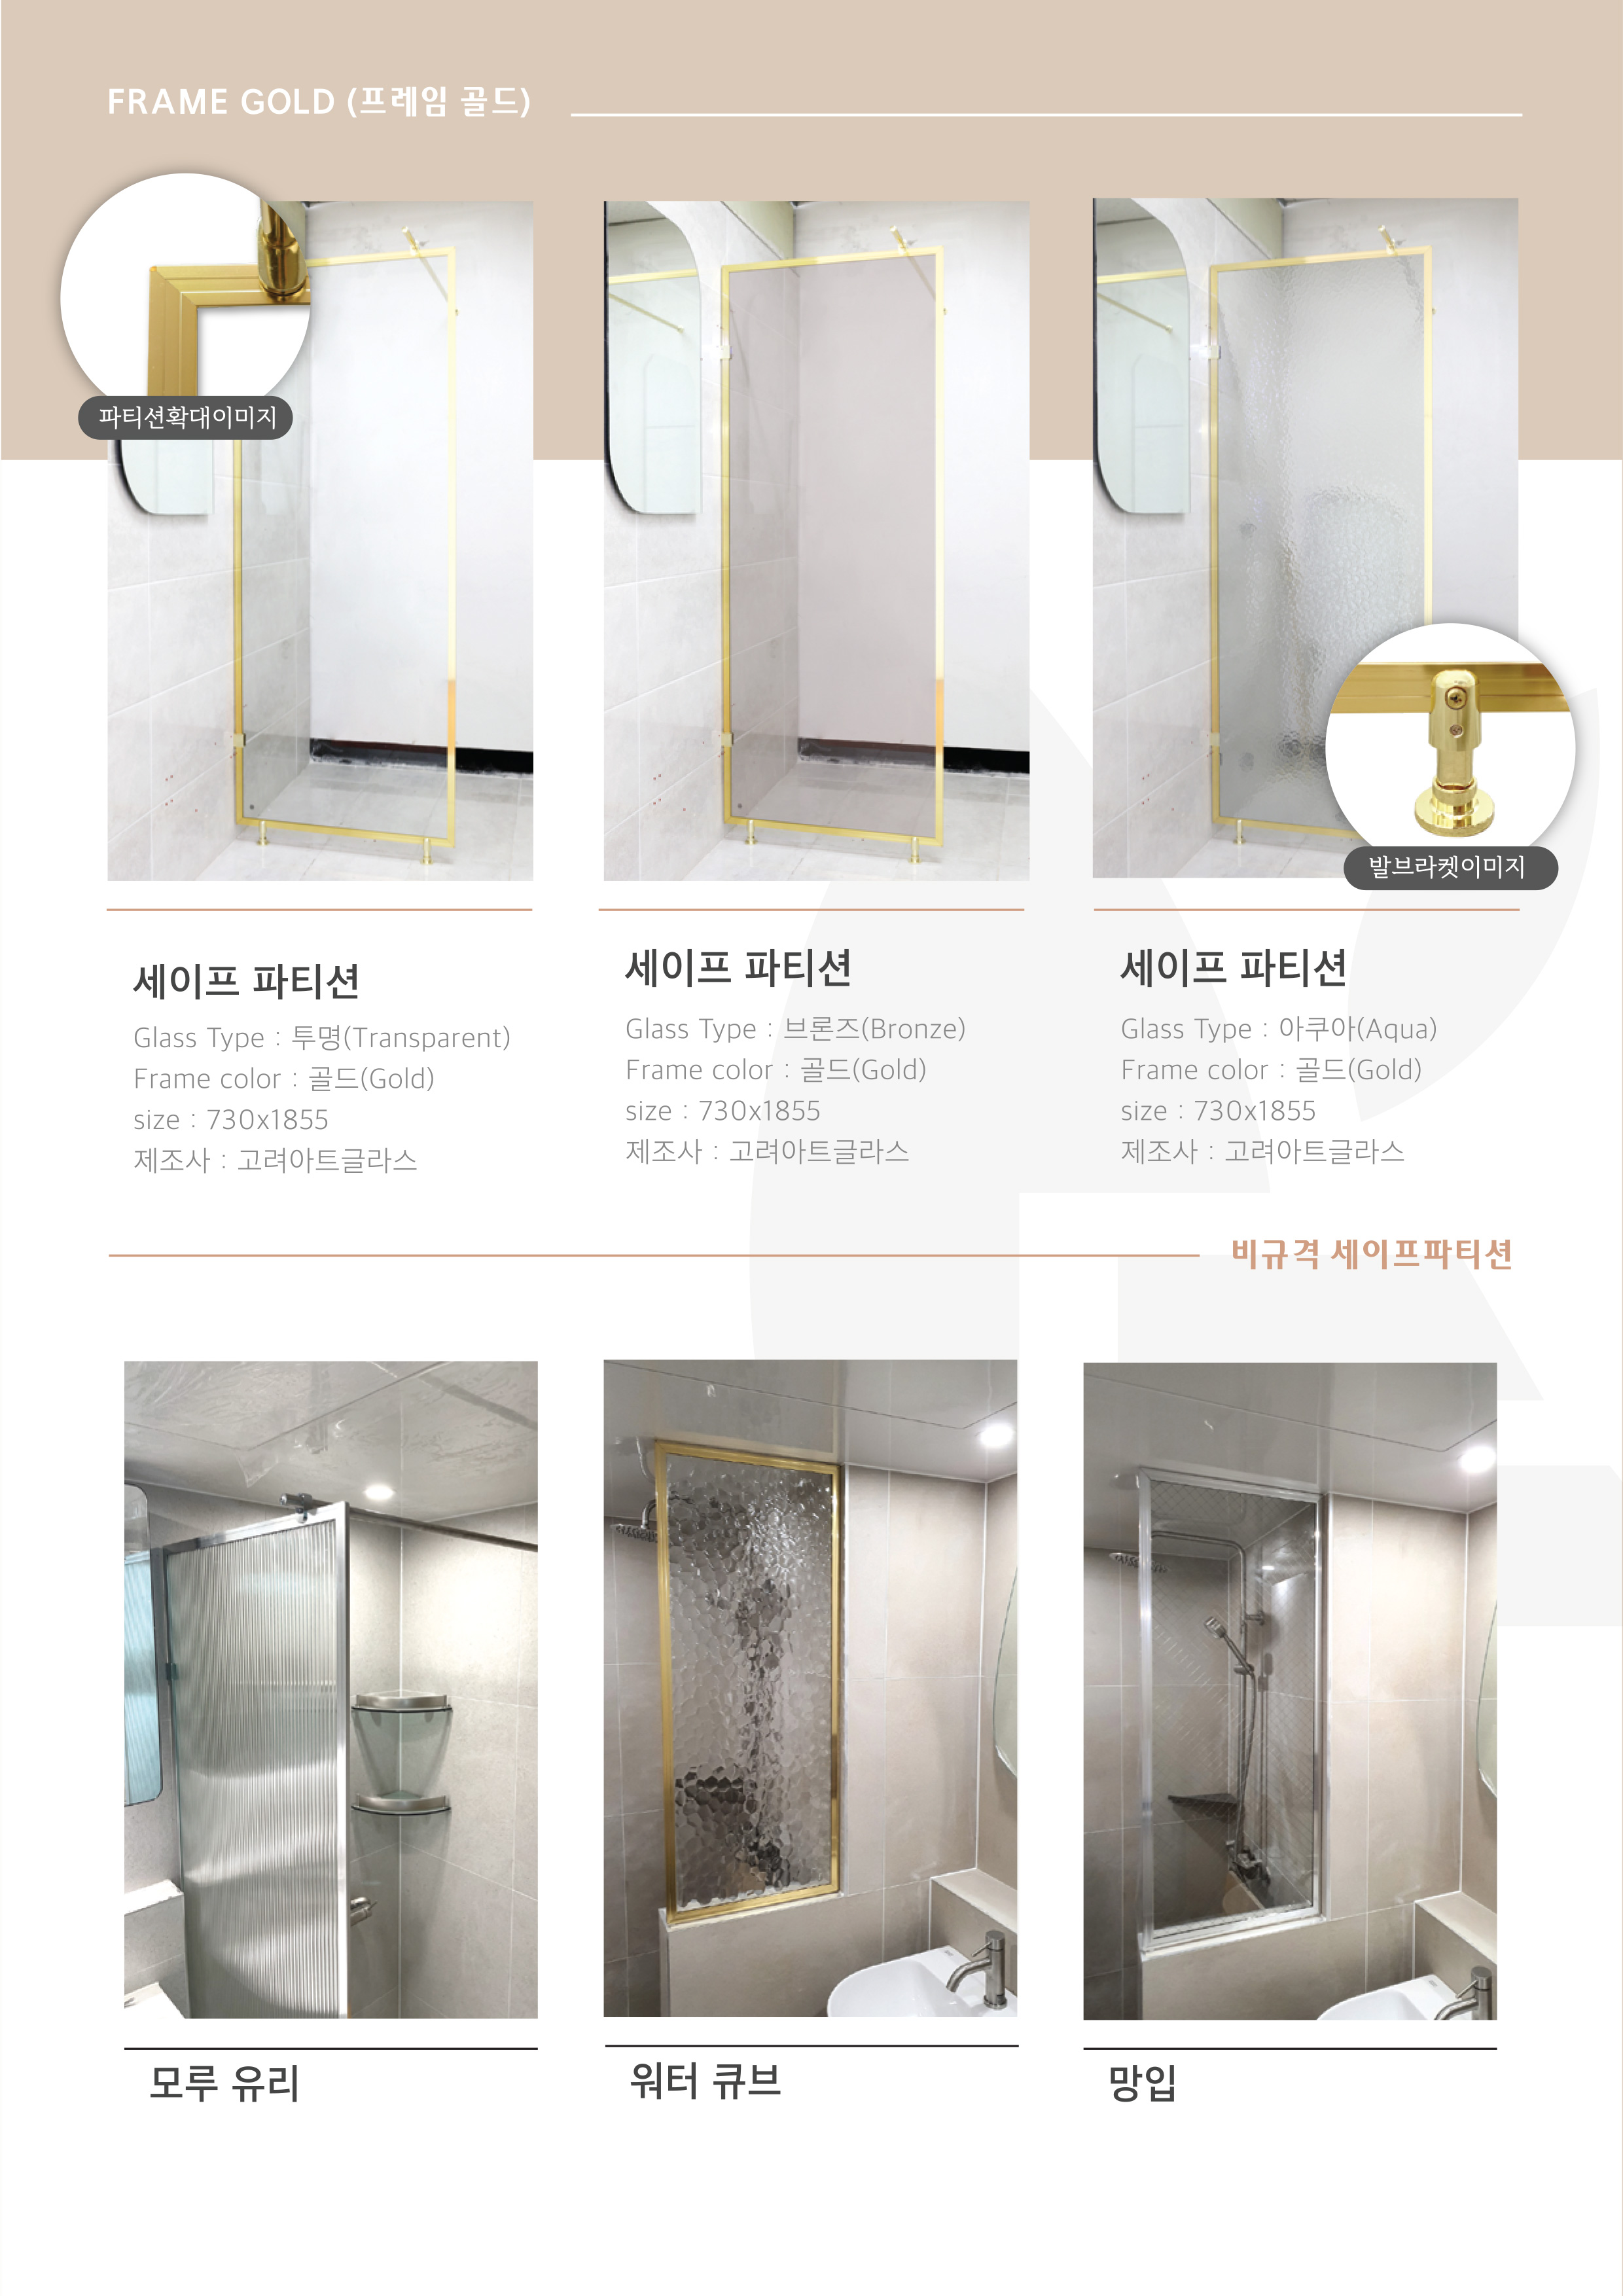 FRAME GOLD (프레임 골드)
파티션확대이미지
발브라켓이미지
세이프 파티션
Glass Type : 투명(Transparent)
Frame color : 골드(Gold)
size : 730x1855
제조사 : 고려아트글라스
세이프 파티션
Glass Type : 브론즈(Bronze)
Frame color : 골드(Gold)
size : 730x1855
제조사 : 고려아트글라스
세이프 파티션
Glass Type : 아쿠아(Aqua)
Frame color : 골드(Gold)
size : 730x1855
제조사 : 고려아트글라스
비규격 세이프파티션
모루 유리
워터 큐브
망입